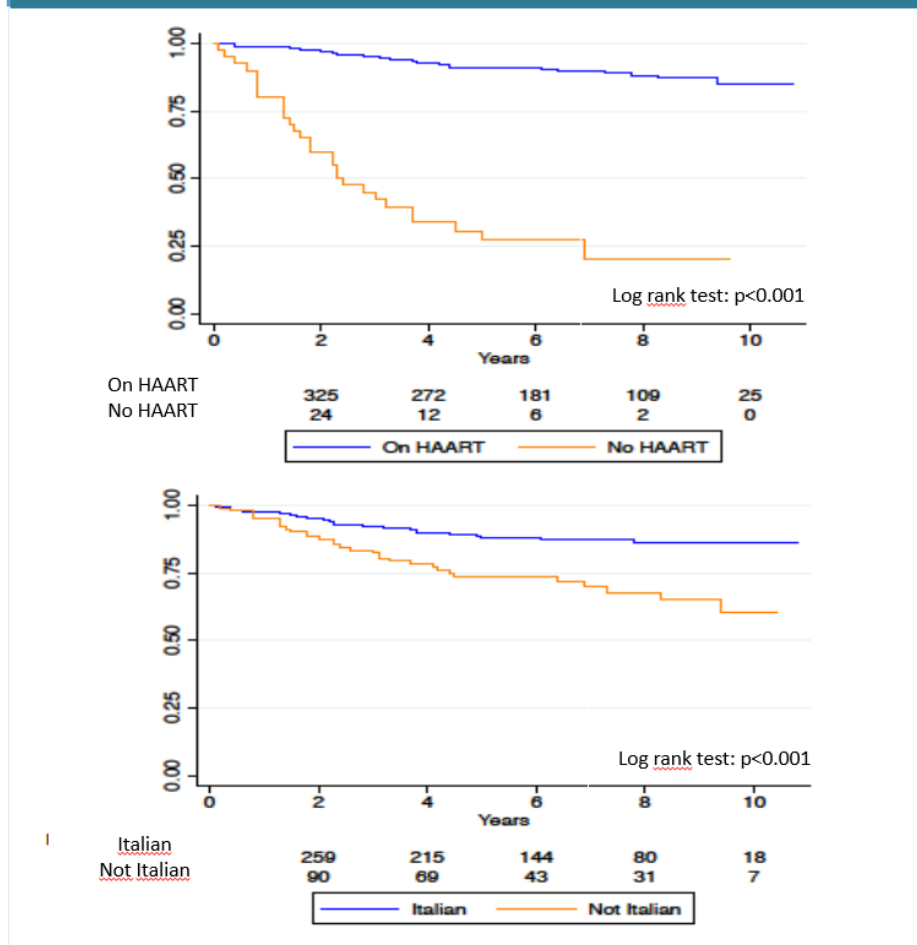 1.00
0.75
0.50
0.25
0.00
Log rank test: p<0.001
0 2 4 6 8 10
Years
On HAART 325 272 181 109 25
No HAART 24 12 6 2 0
On HAART No HAART
1.00
0.75
0.50
0.25
0.00
Log rank test: p<0.001
0 2 4 6 8 10
Years
Italian 259 215 144 80 18
Not Italian 90 69 43 31 7
Italian Not Italian